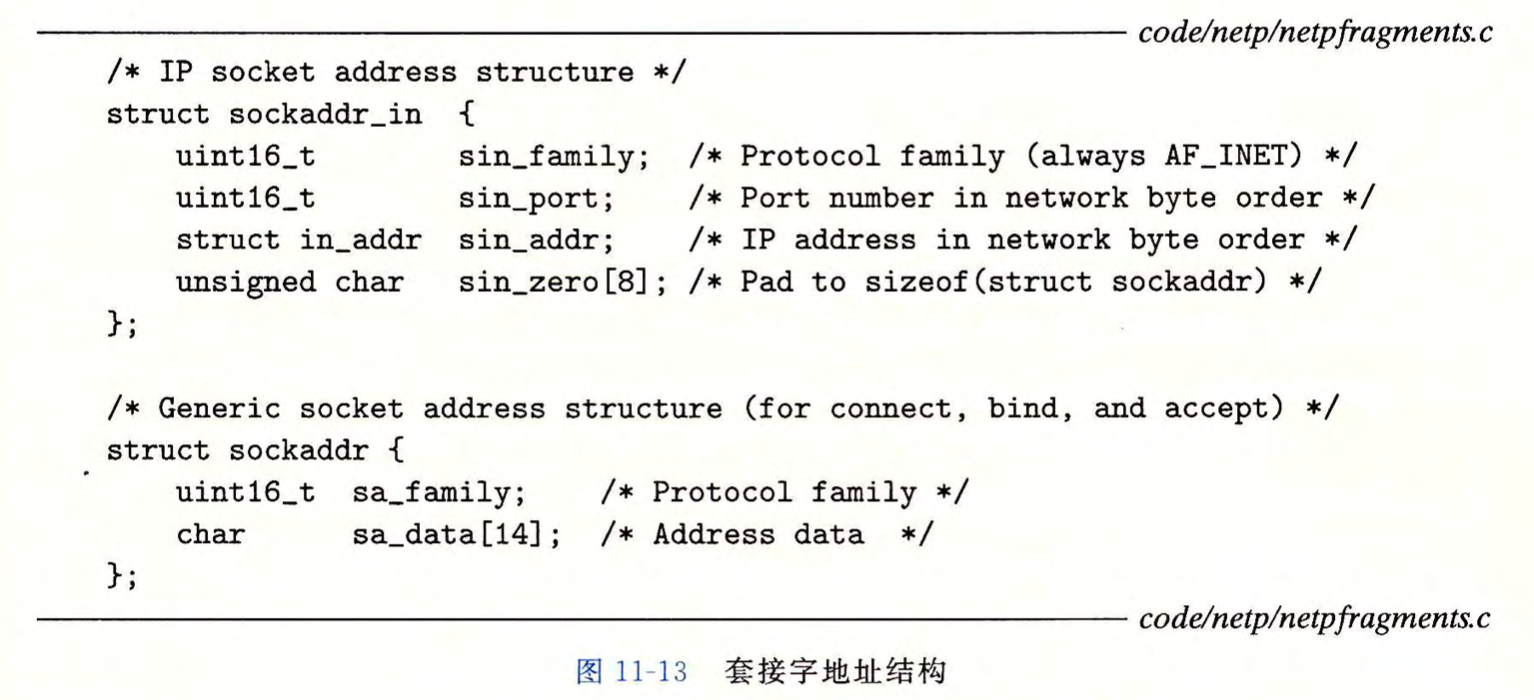 code/netp/netpfragments.c
/* IP socket address structure */
struct sockaddr_in  {
    uint16_t        sin_family;  /* Protocol family (always AF_INET) */
    uint16_t        sin_port;    /* Port number in network byte order */
    struct in_addr  sin_addr;    /* IP address in network byte order */
    unsigned char   sin_zero[8]; /* Pad to sizeof(struct sockaddr) */
};
/* Generic socket address structure (for connect, bind, and accept) */
struct sockaddr {
    uint16_t  sa_family;    /* Protocol family */
    char      sa_data[14];  /* Address data  */
};
code/netp/netpfragments.c
图 11-13 套接字地址结构